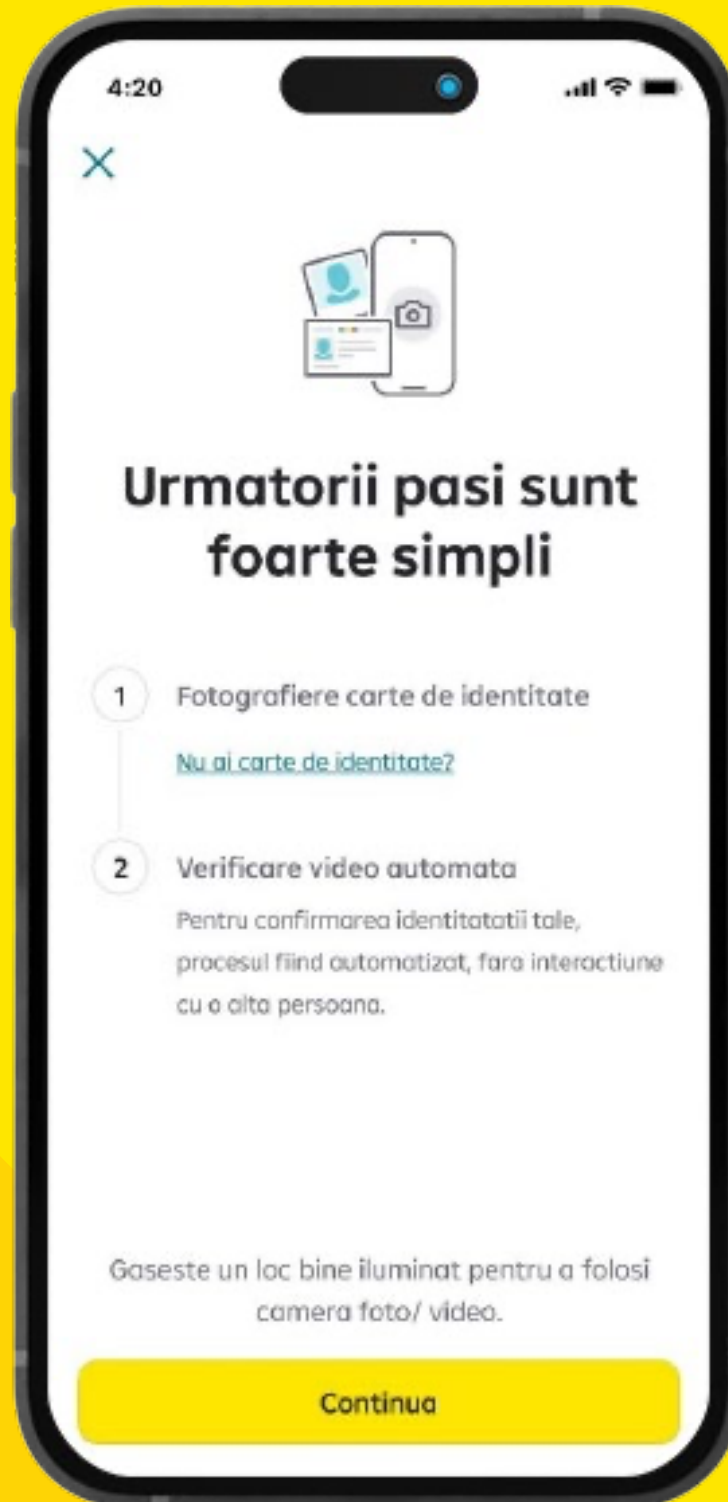 4:20
Urmatorii pasi sunt
foarte simpli
1 Fotografiere carte de identitate
Nu ai carte de identitate?
2 Verificare video automata
Pentru confirmarea identitatatii tale,
procesul fiind automatizat, fara interactiune
cu o alta persoana.
Gaseste un loc bine iluminat pentru a folosi
camera foto/ video.
Continua